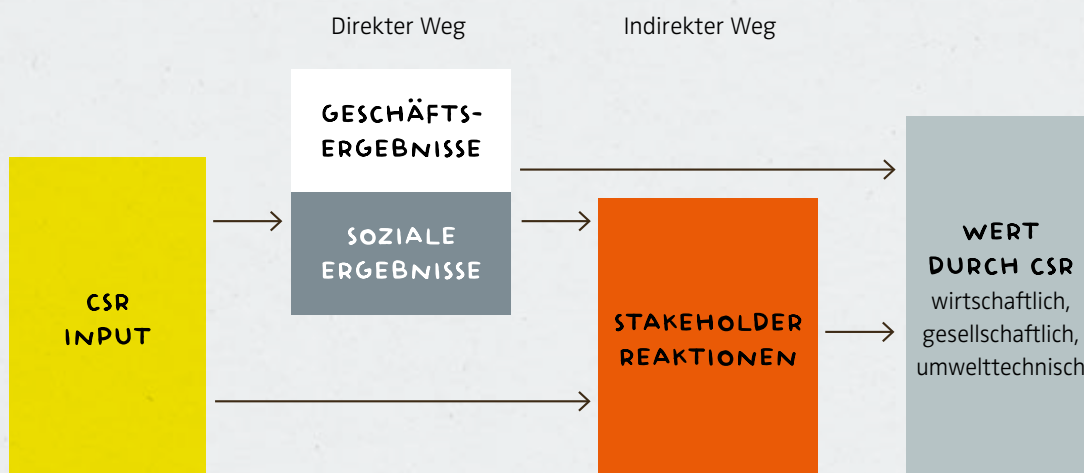 Direkter Weg
Indirekter Weg
GESCHÄFTS-
ERGEBNISSE
SOZIALE
ERGEBNISSE
CSR
INPUT
STAKEHOLDER
REAKTIONEN
WERT
DURCH CSR
wirtschaftlich,
gesellschaftlich,
umwelttechnisch